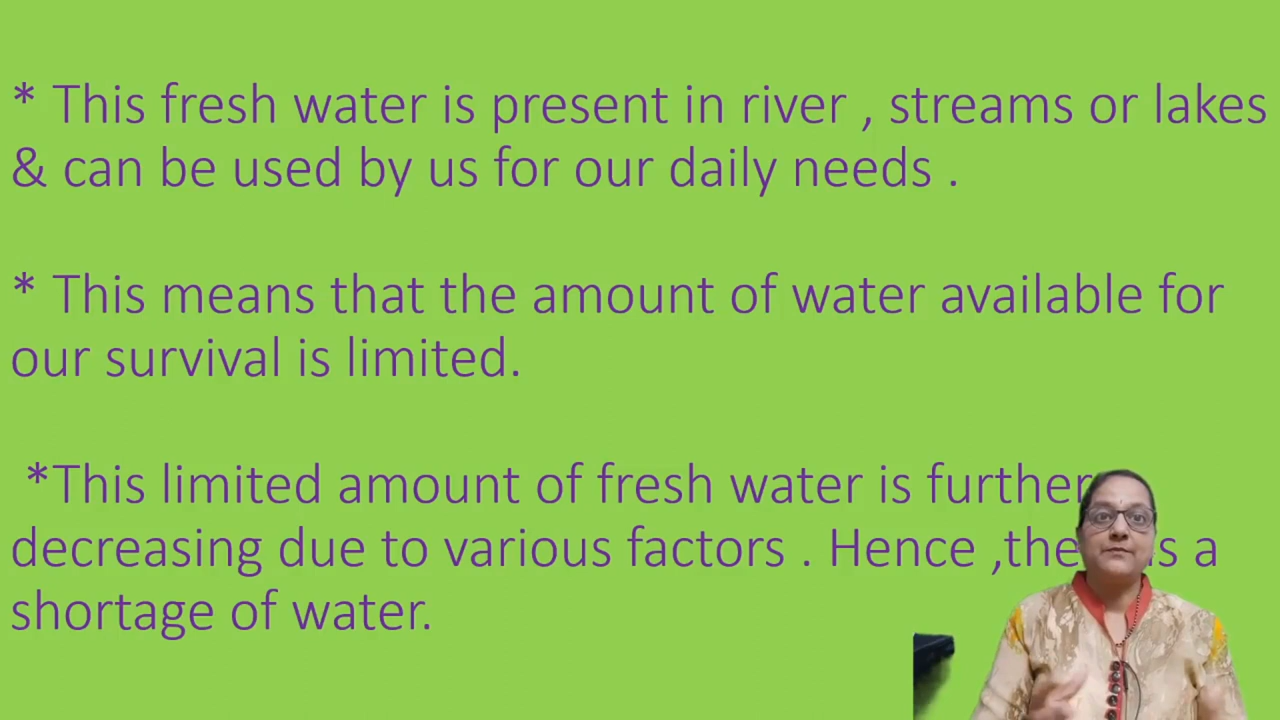 * This fresh water is present in river , streams or lakes
& can be used by us for our daily needs .
* This means that the amount of water available for
our survival is limited.
*This limited amount of fresh water is further
decreasing due to various factors . Hence ,the is a
shortage of water.